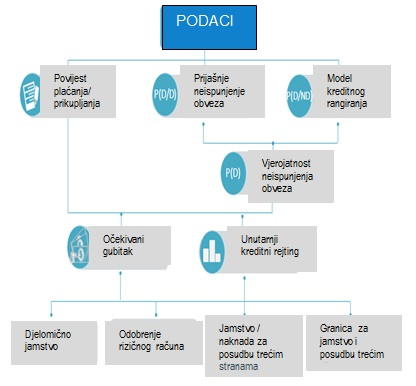 PODACI
Povijest
plaćanja/
prikupljanja
P(D/D)
Prijašnje
neispunjenje
obveza
P(D/ND)
Model
kreditnog
rangiranja
P(D)
Vjerojatnost
neispunjenja
obveza
Očekivani
gubitak
Unutarnji
kreditni rejting
Djelomično
jamstvo
Odobrenje
rizičnog računa
Jamstvo /
naknada za
posudbu trećim
stranama
Granica za
jamstvo i
posudbu trećim